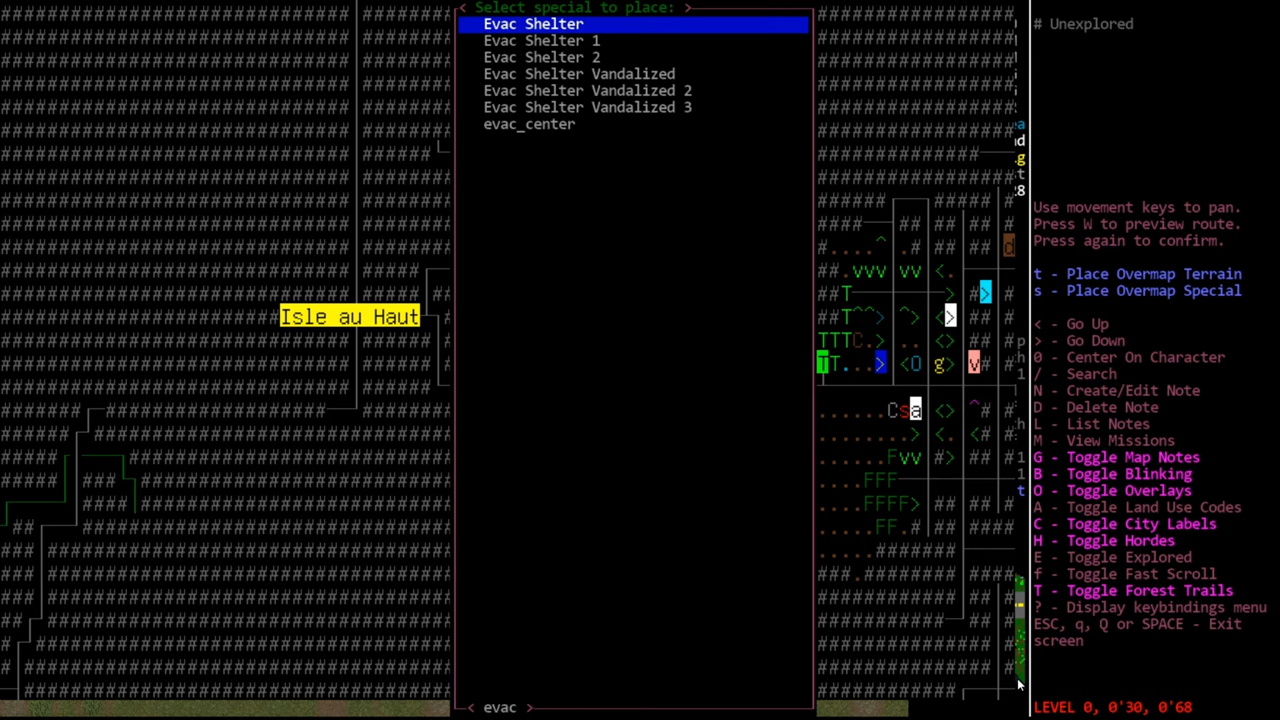 < Select special to place: >
Evac Shelter
Evac Shelter 1
Evac Shelter 2
Evac Shelter Vandalized
Evac Shelter Vandalized 2
Evac Shelter Vandalized 3
evac_center
< evac >
Isle au Haut
# Unexplored
Use movement keys to pan.
Press W to preview route.
Press again to confirm.
t - Place Overmap Terrain
s - Place Overmap Special
< - Go Up
> - Go Down
0 - Center On Character
/ - Search
N - Create/Edit Note
D - Delete Note
L - List Notes
M - View Missions
G - Toggle Map Notes
B - Toggle Blinking
O - Toggle Overlays
A - Toggle Land Use Codes
C - Toggle City Labels
H - Toggle Hordes
E - Toggle Explored
f - Toggle Fast Scroll
T - Toggle Forest Trails
? - Display keybindings menu
ESC, q, Q or SPACE - Exit
screen
LEVEL 0, 0'30, 0'68